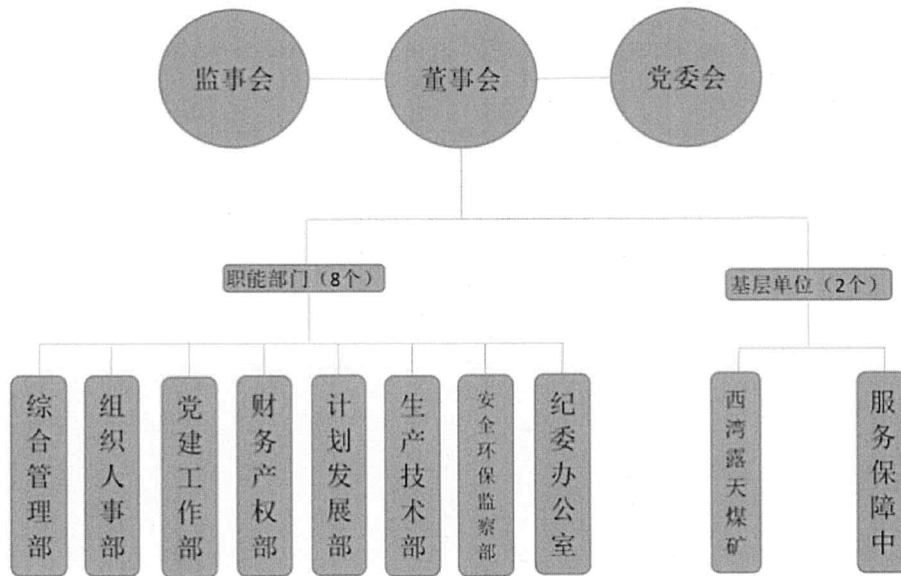 监事会
董事会
党委会
职能部门（8个）
基层单位（2个）
综合管理部
组织人事部
党建工作部
财务产权部
计划发展部
生产技术部
安全环保监察部
纪委办公室
西湾露天煤矿
服务保障中